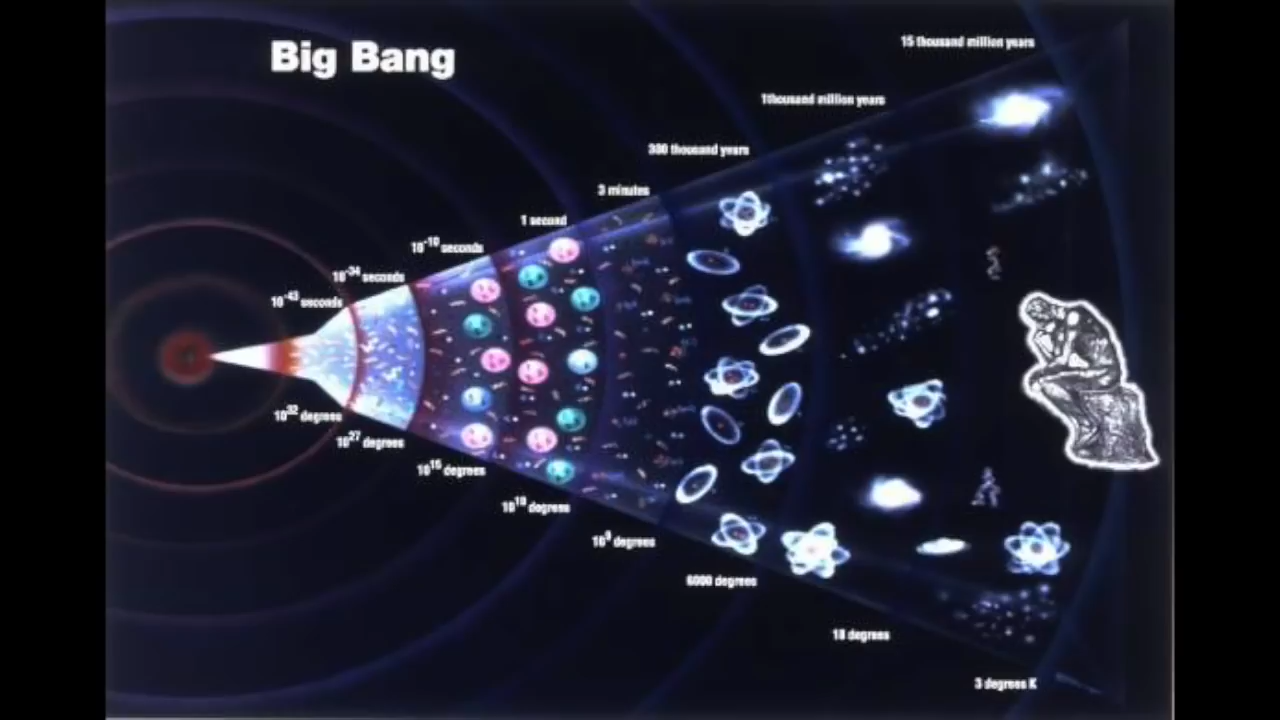 Big Bang
15 thousand million years
1thousand million years
300 thousand years
3 minutes
1 second
10⁻¹⁰ seconds
10⁻³⁴ seconds
10⁻⁴³ seconds
10³² degrees
10²⁷ degrees
10¹⁵ degrees
10¹⁰ degrees
10⁹ degrees
6000 degrees
18 degrees
3 degrees K